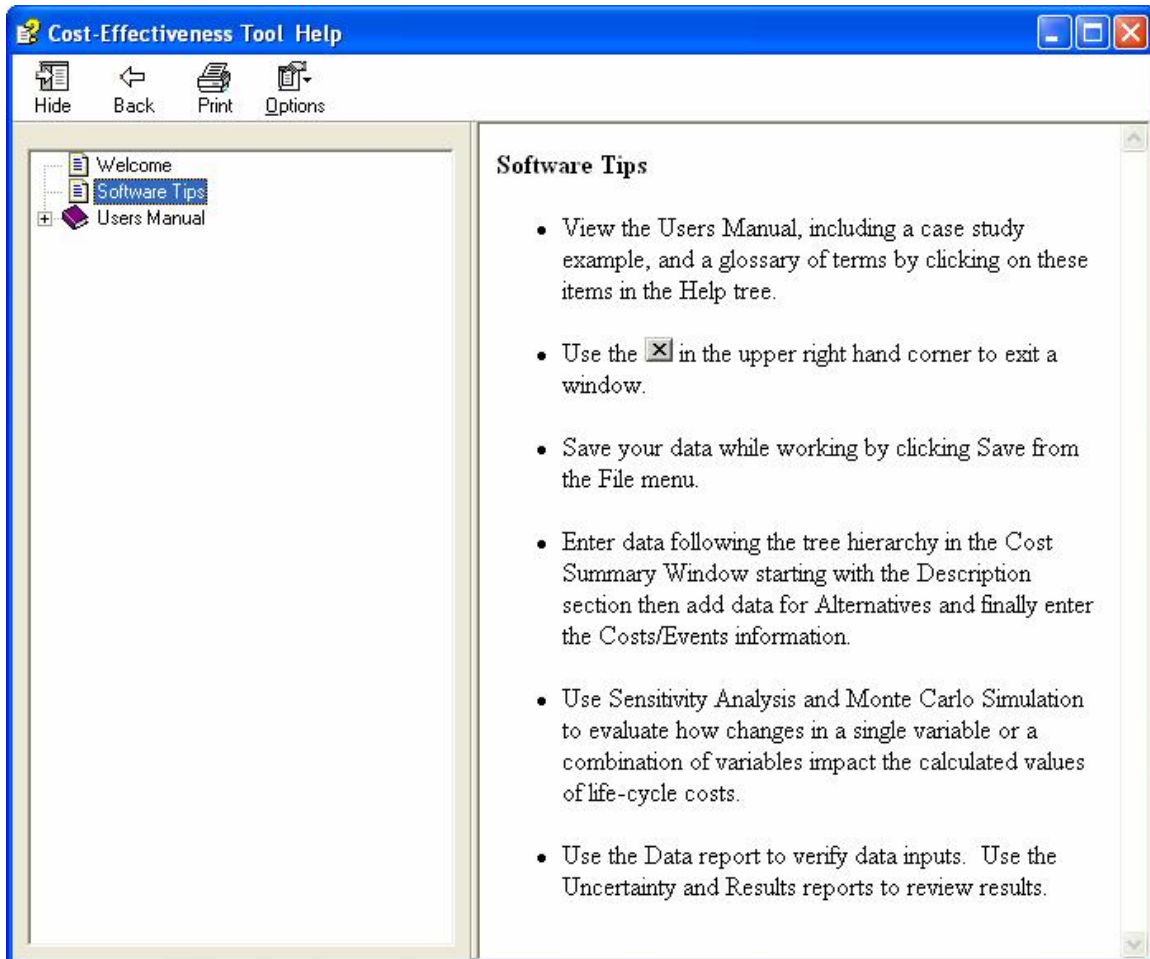 Cost-Effectiveness Tool Help
Hide Back Print Options
Welcome
Software Tips
Users Manual
Software Tips
• View the Users Manual, including a case study
example, and a glossary of terms by clicking on these
items in the Help tree.
• Use the X in the upper right hand corner to exit a
window.
• Save your data while working by clicking Save from
the File menu.
• Enter data following the tree hierarchy in the Cost
Summary Window starting with the Description
section then add data for Alternatives and finally enter
the Costs/Events information.
• Use Sensitivity Analysis and Monte Carlo Simulation
to evaluate how changes in a single variable or a
combination of variables impact the calculated values
of life-cycle costs.
• Use the Data report to verify data inputs.  Use the
Uncertainty and Results reports to review results.